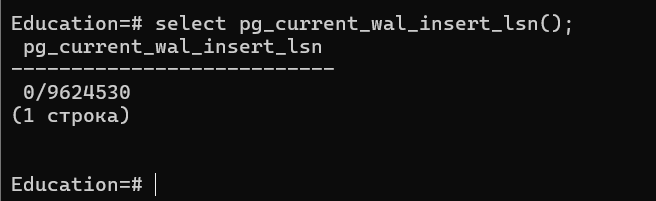 Education=# select pg_current_wal_insert_lsn();
pg_current_wal_insert_lsn
---------------------------
0/9624530
(1 строка)
Education=#